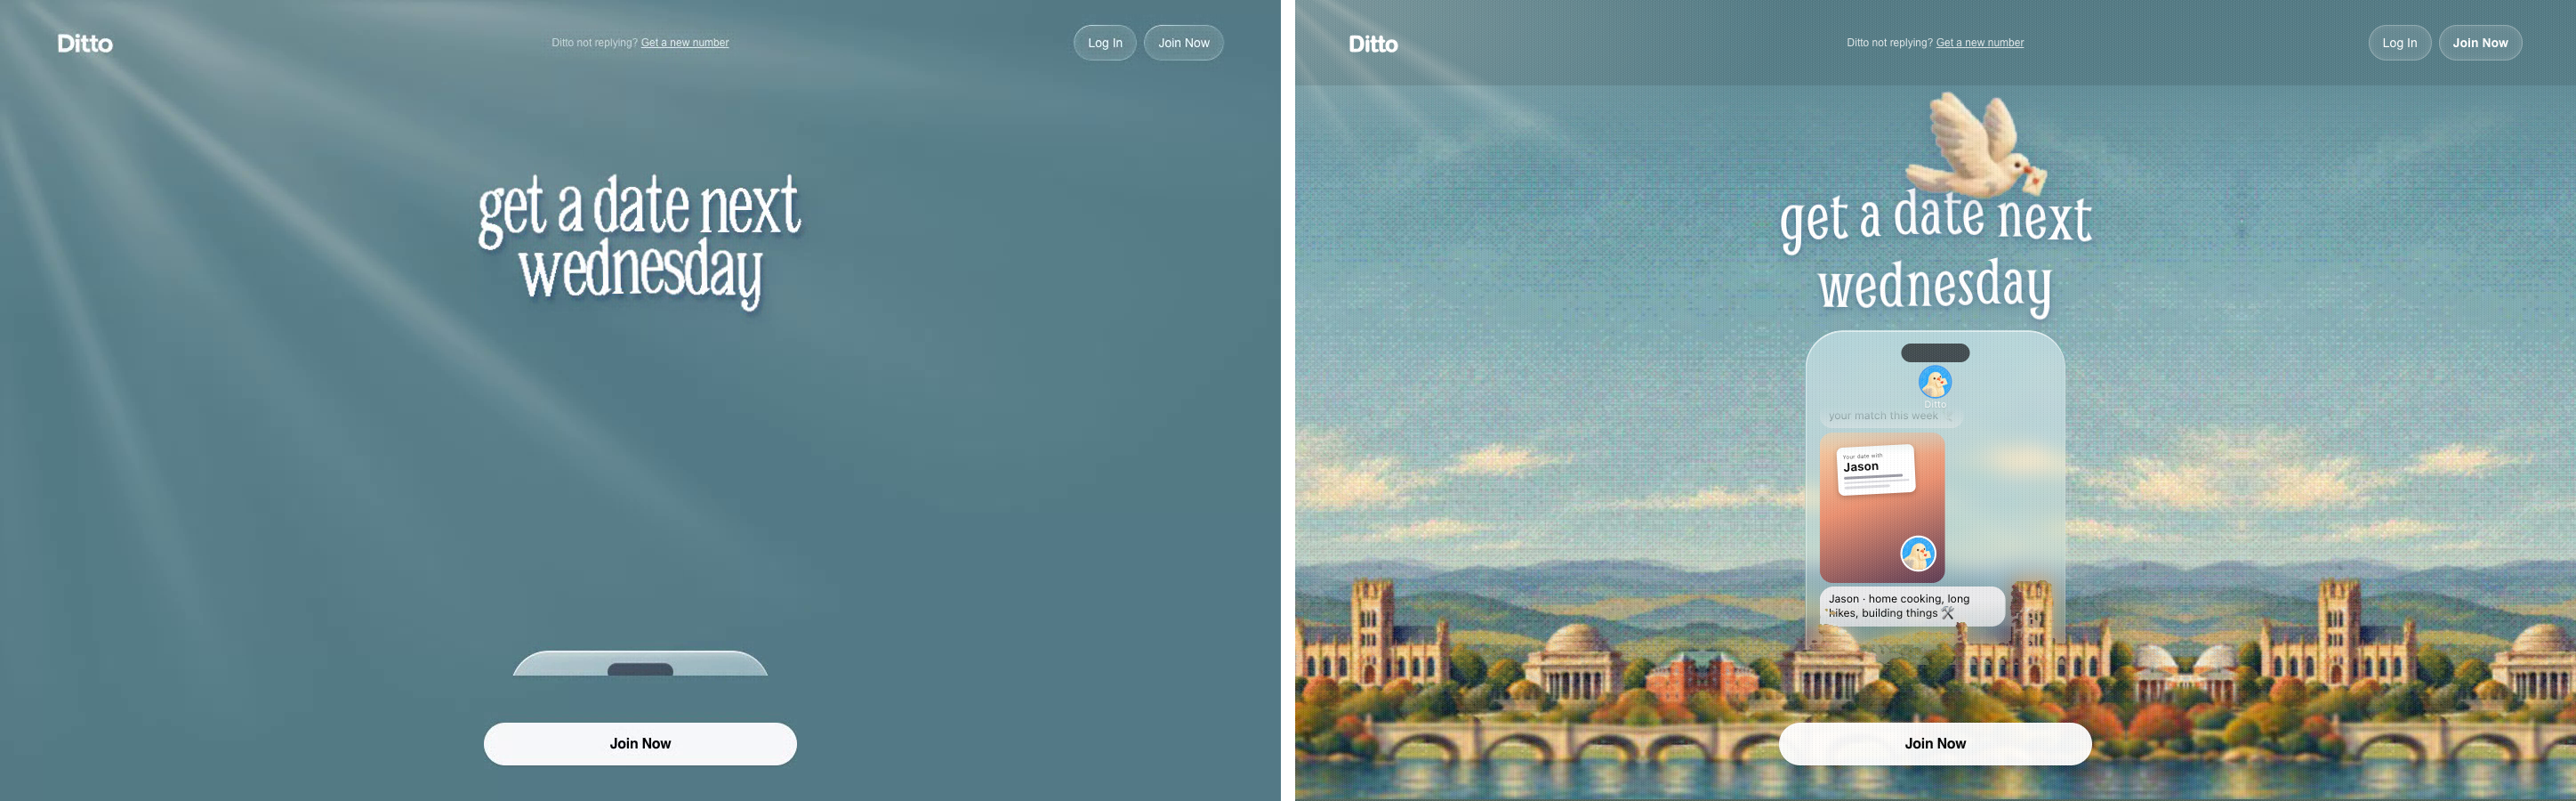 Ditto
Ditto not replying? Get a new number
Log In
Join Now
get a date next
wednesday
Join Now
Ditto
Ditto not replying? Get a new number
Log In
Join Now
get a date next
wednesday
Ditto
your match this week
Your date with
Jason
Jason · home cooking, long
hikes, building things 🛠️
Join Now